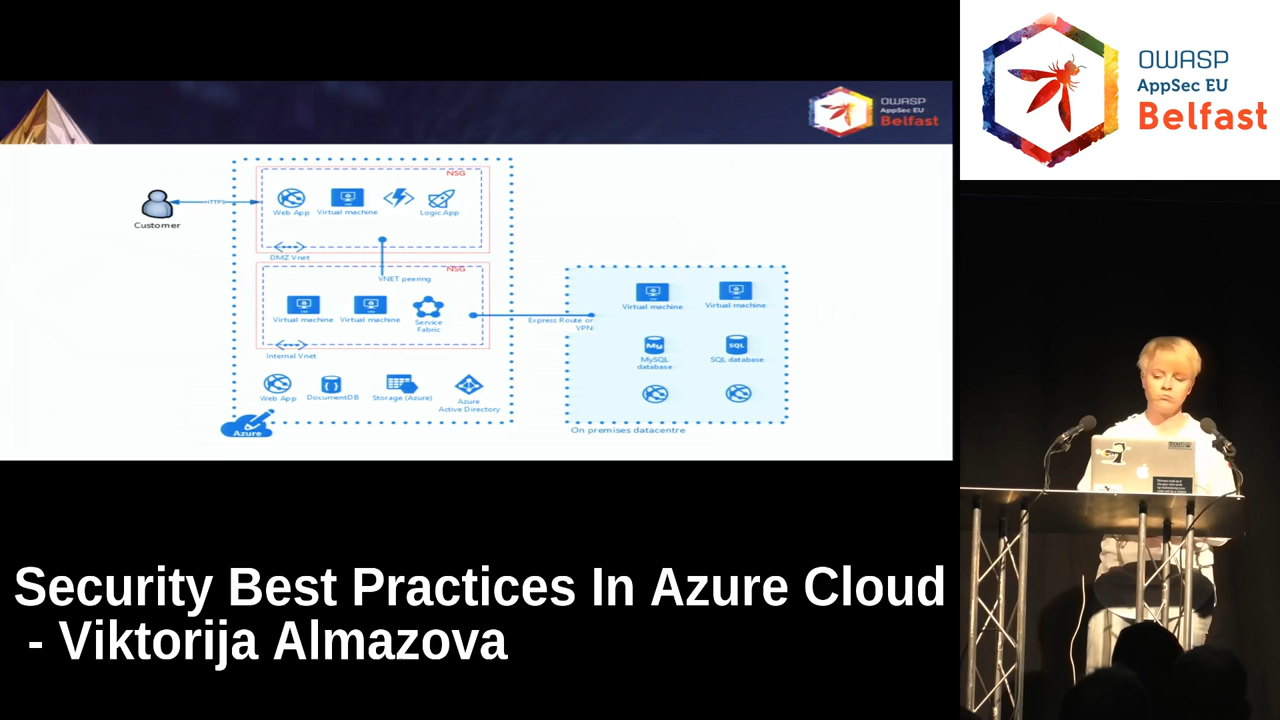 OWASP
AppSec EU
Belfast
OWASP
AppSec EU
Belfast
NSG
HTTPS
Web App
Virtual machine
Logic App
Customer
DMZ Vnet
NSG
VNET peering
Virtual machine
Virtual machine
Service
Fabric
Internal Vnet
Express Route or
VPN
Virtual machine
Virtual machine
My
SQL
MySQL
database
SQL database
Web App
DocumentDB
Storage (Azure)
Azure
Active Directory
Azure
On premises datacentre
Security Best Practices In Azure Cloud
- Viktorija Almazova